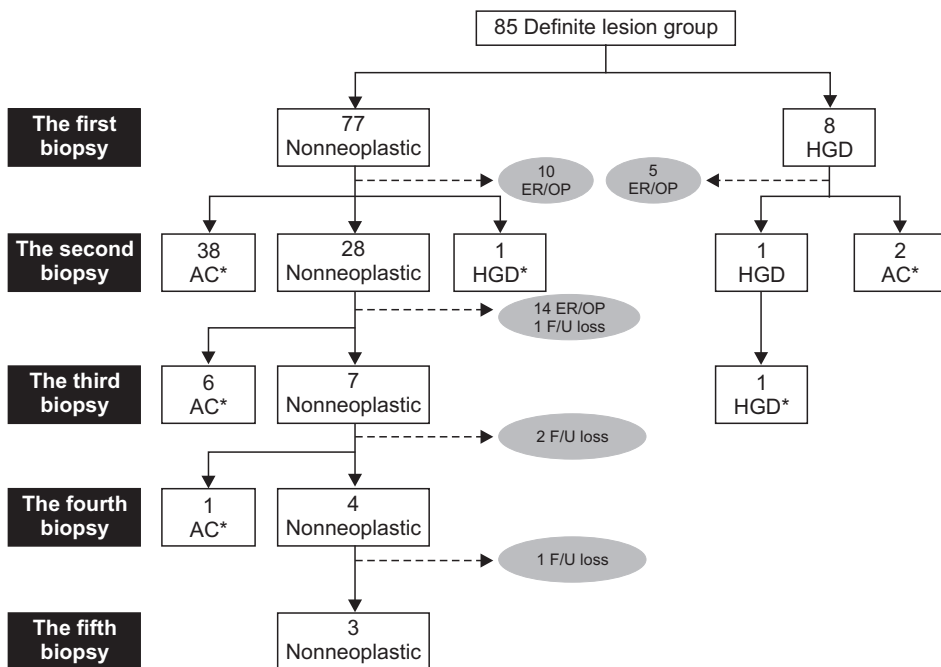 85 Definite lesion group
The first
biopsy
77
Nonneoplastic
8
HGD
10
ER/OP
5
ER/OP
The second
biopsy
38
AC*
28
Nonneoplastic
1
HGD*
1
HGD
2
AC*
14 ER/OP
1 F/U loss
The third
biopsy
6
AC*
7
Nonneoplastic
1
HGD*
2 F/U loss
The fourth
biopsy
1
AC*
4
Nonneoplastic
1 F/U loss
The fifth
biopsy
3
Nonneoplastic